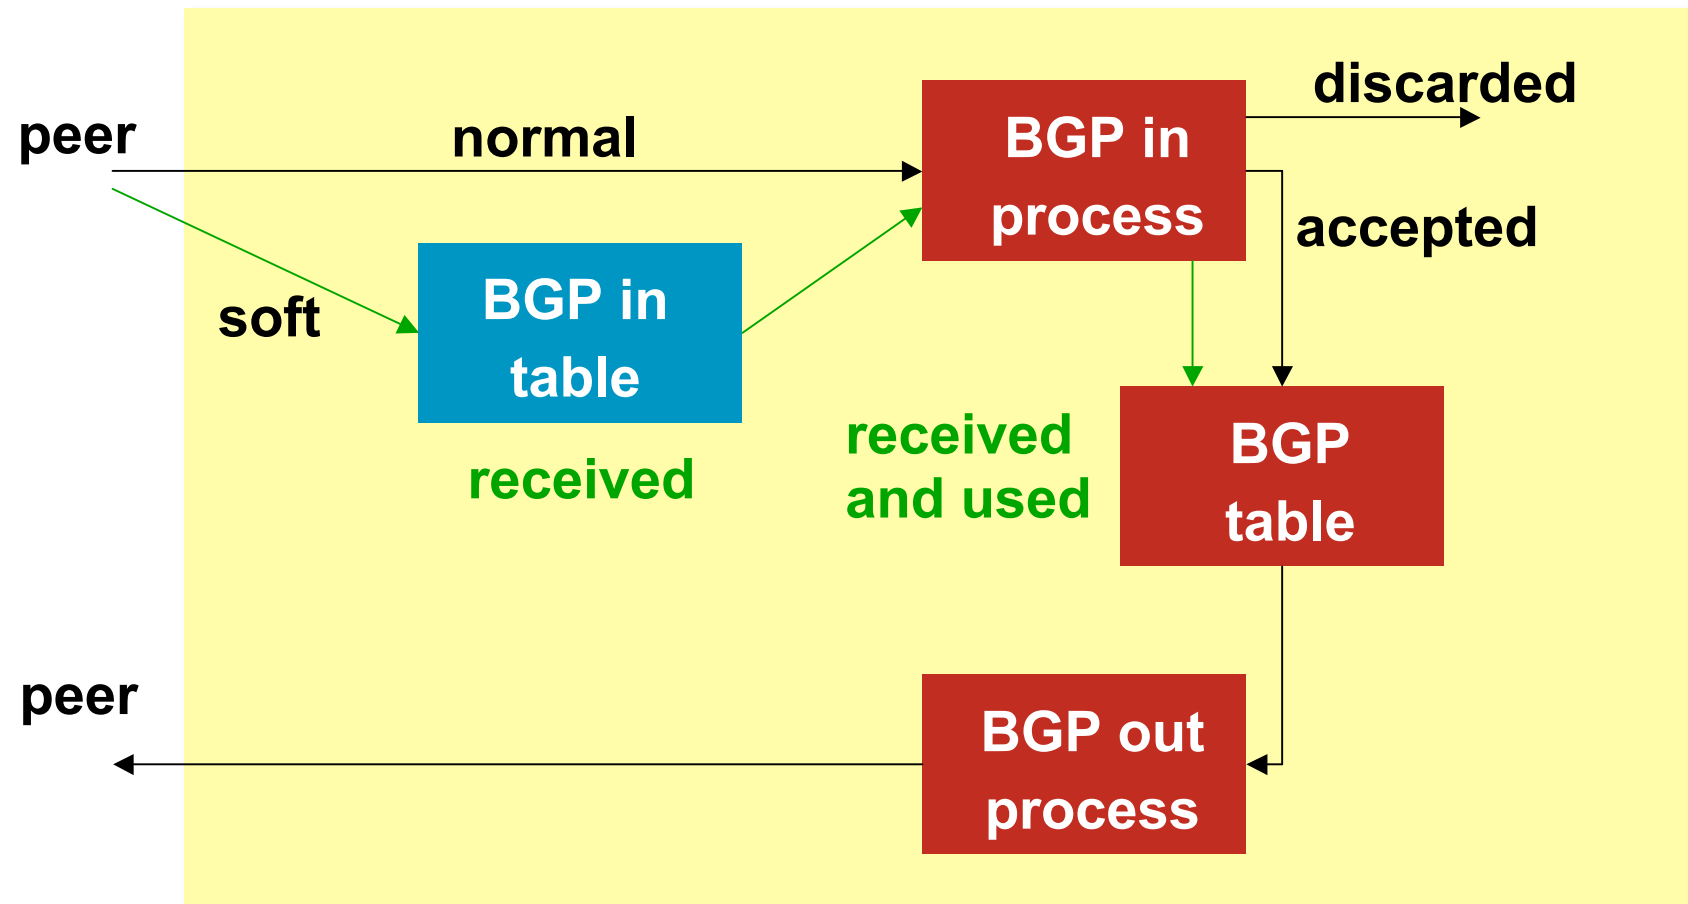 discarded
peer
normal
BGP in
process
accepted
soft
BGP in
table
received
received
and used
BGP
table
peer
BGP out
process